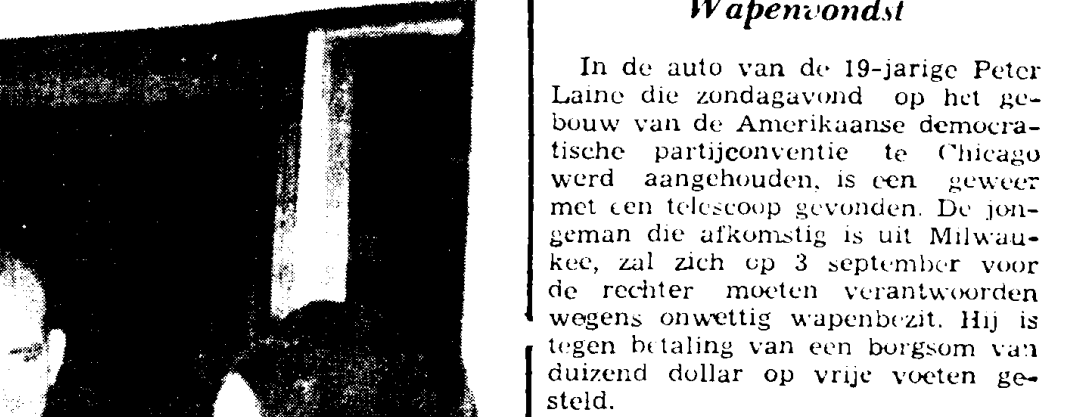 Wapenvondst
In de auto van de 19-jarige Peter
Laine die zondagavond op het ge-
bouw van de Amerikaanse democra-
tische partijconventie te Chicago
werd aangehouden, is een geweer
met een telescoop gevonden. De jon-
geman die afkomstig is uit Milwau-
kee, zal zich op 3 september voor
de rechter moeten verantwoorden
wegens onwettig wapenbezit. Hij is
tegen betaling van een borgsom van
duizend dollar op vrije voeten ge-
steld.